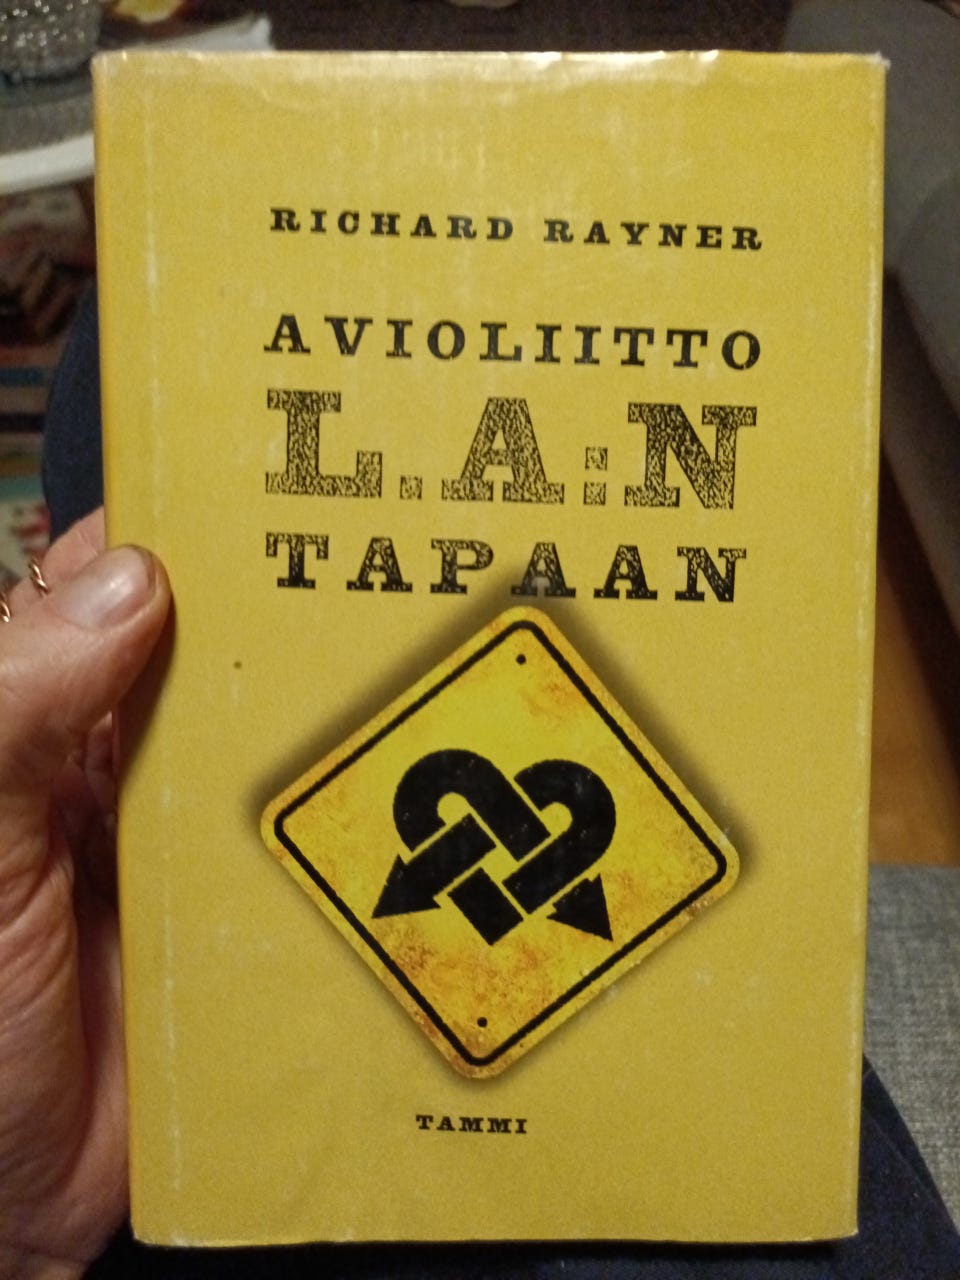 RICHARD RAYNER
AVIOLIITTO
L.A:N
TAPAAN
TAMMI